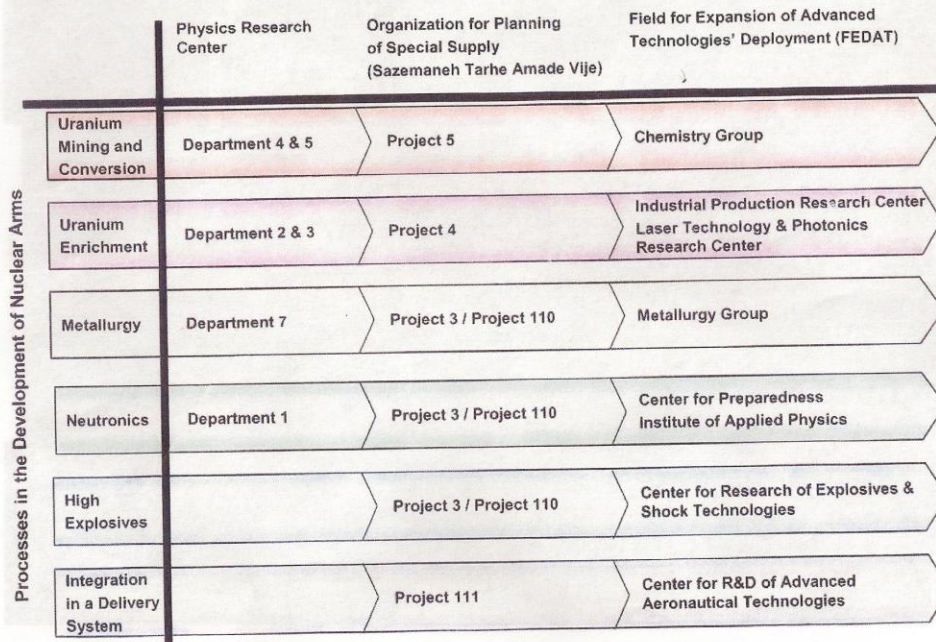 Physics Research
Center
Organization for Planning
of Special Supply
(Sazemaneh Tarhe Amade Vije)
Field for Expansion of Advanced
Technologies' Deployment (FEDAT)
Processes in the Development of Nuclear Arms
Uranium
Mining and
Conversion
Department 4 & 5
Project 5
Chemistry Group
Uranium
Enrichment
Department 2 & 3
Project 4
Industrial Production Research Center
Laser Technology & Photonics
Research Center
Metallurgy
Department 7
Project 3 / Project 110
Metallurgy Group
Neutronics
Department 1
Project 3 / Project 110
Center for Preparedness
Institute of Applied Physics
High
Explosives
Project 3 / Project 110
Center for Research of Explosives &
Shock Technologies
Integration
in a Delivery
System
Project 111
Center for R&D of Advanced
Aeronautical Technologies